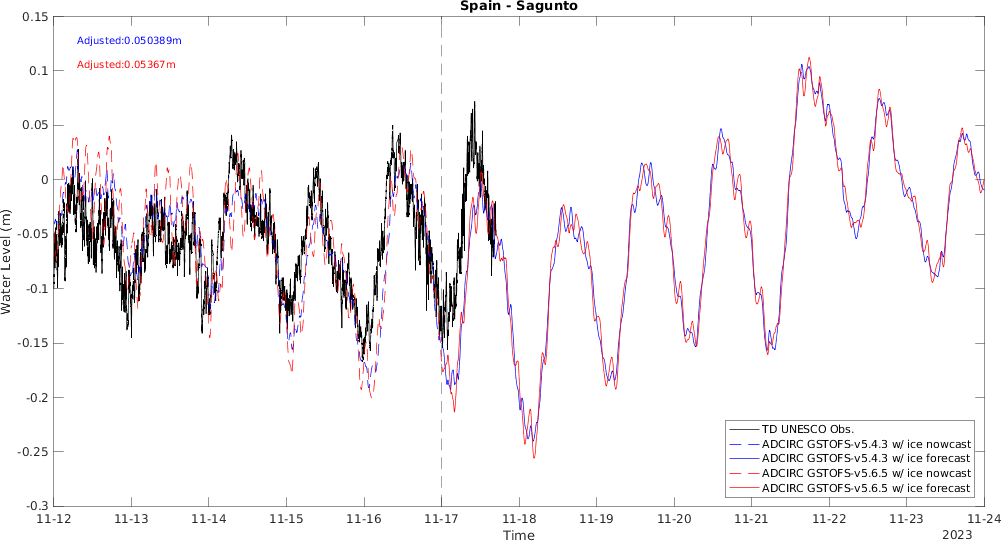 Spain - Sagunto
Adjusted:0.050389m
Adjusted:0.05367m
0.15
0.1
0.05
0
-0.05
-0.1
-0.15
-0.2
-0.25
-0.3
Water Level (m)
TD UNESCO Obs.
ADCIRC GSTOFS-v5.4.3 w/ ice nowcast
ADCIRC GSTOFS-v5.4.3 w/ ice forecast
ADCIRC GSTOFS-v5.6.5 w/ ice nowcast
ADCIRC GSTOFS-v5.6.5 w/ ice forecast
11-12 11-13 11-14 11-15 11-16 11-17 11-18 11-19 11-20 11-21 11-22 11-23 11-24
Time
2023